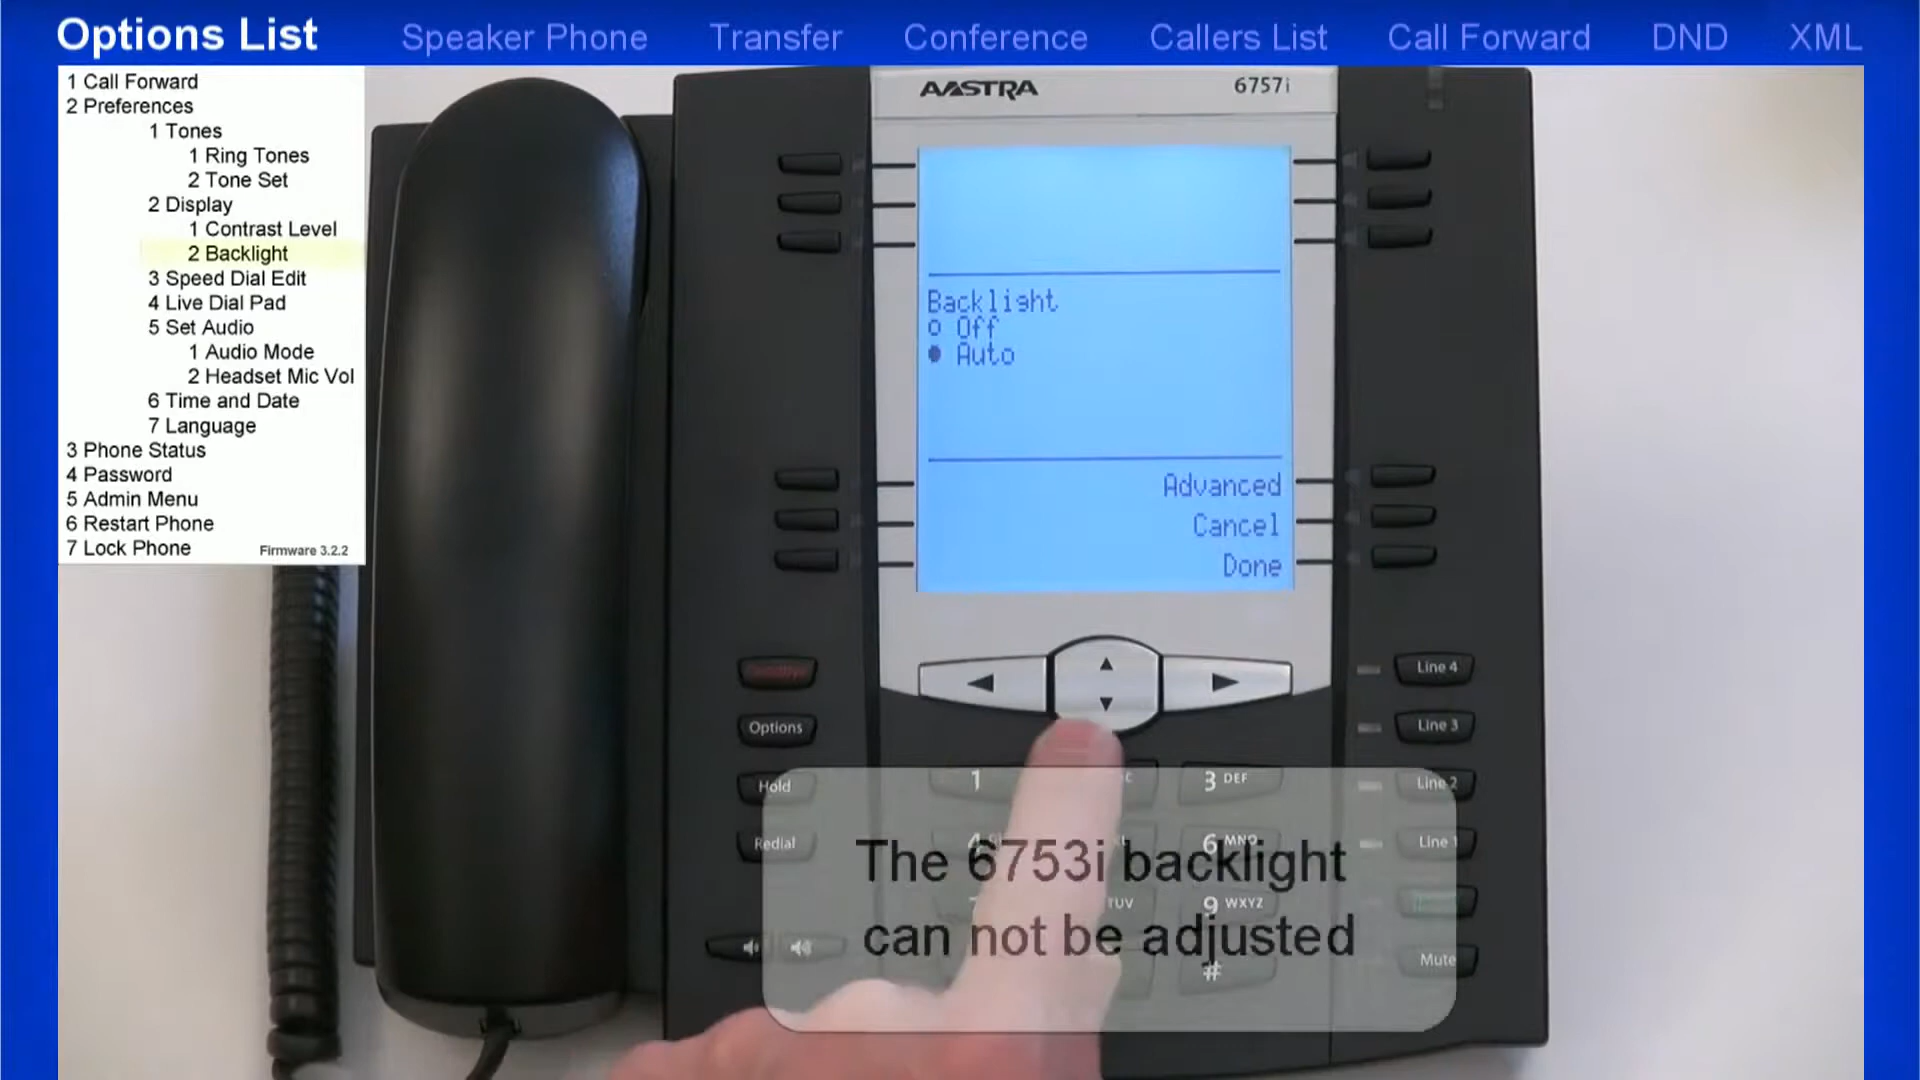 Options List Speaker Phone Transfer Conference Callers List Call Forward DND XML
1 Call Forward
2 Preferences
1 Tones
1 Ring Tones
2 Tone Set
2 Display
1 Contrast Level
2 Backlight
3 Speed Dial Edit
4 Live Dial Pad
5 Set Audio
1 Audio Mode
2 Headset Mic Vol
6 Time and Date
7 Language
3 Phone Status
4 Password
5 Admin Menu
6 Restart Phone
7 Lock Phone
Firmware 3.2.2
AASTRA 6757i
Backlight
Off
Auto
Advanced
Cancel
Done
Options
Hold
Redial
Line 4
Line 3
Line 2
Line 1
Mute
1
3 DEF
4
6 MNO
TUV
9 WXYZ
#
The 6753i backlight
can not be adjusted